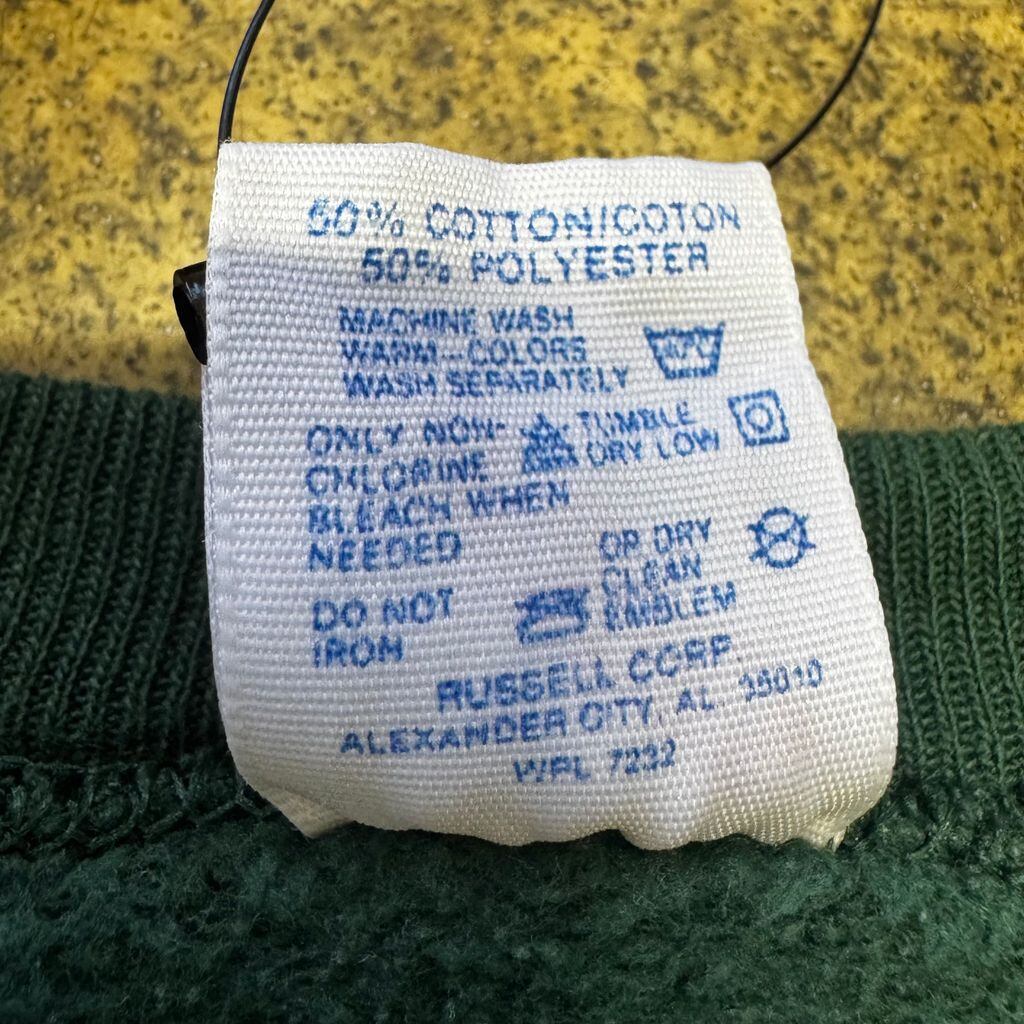 50% COTTON/COTON
50% POLYESTER
MACHINE WASH
WARM-COLORS
WASH SEPARATELY
ONLY NON-
CHLORINE
BLEACH WHEN
NEEDED
TUMBLE
DRY LOW
DO NOT
IRON
OR DRY
CLEAN
EMBLEM
RUSSELL CORP.
ALEXANDER CITY, AL. 35010
WPL 7232